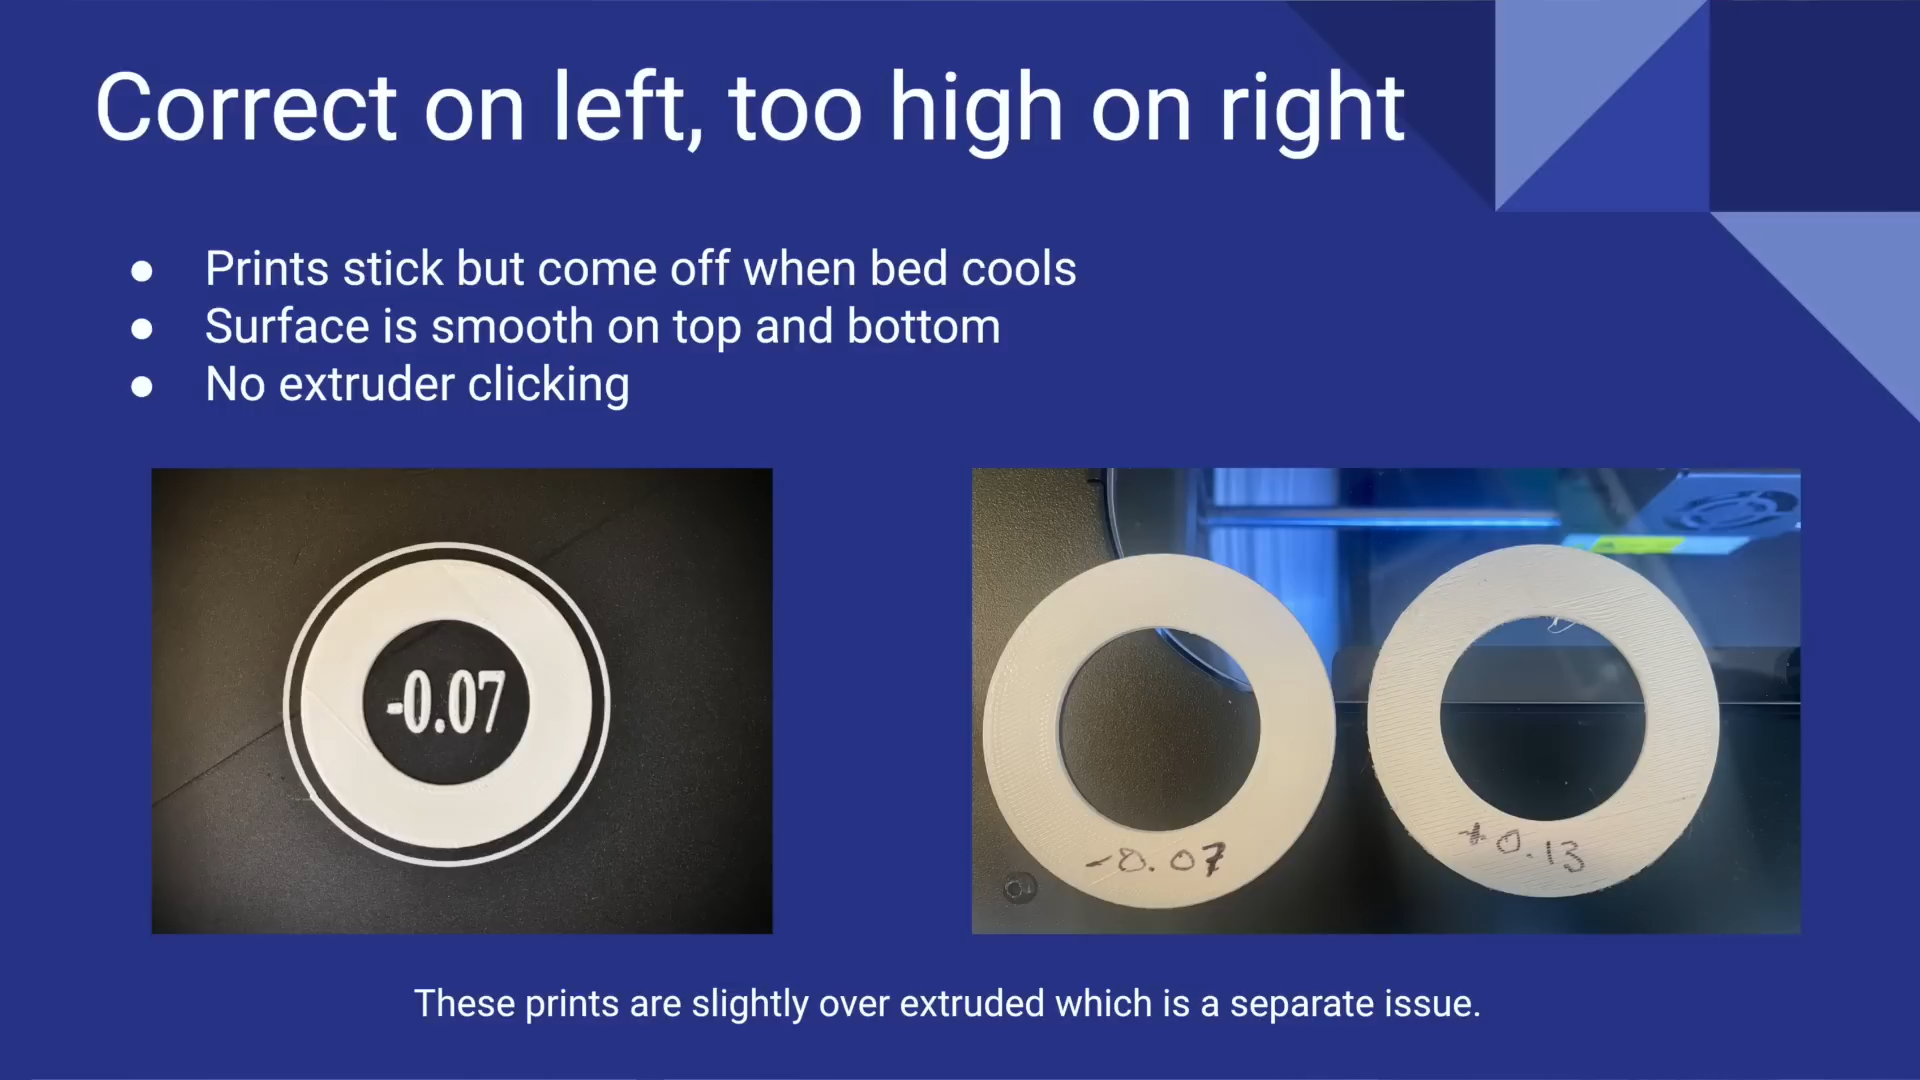 Correct on left, too high on right
● Prints stick but come off when bed cools
● Surface is smooth on top and bottom
● No extruder clicking
-0.07
-0.07
+0.13
These prints are slightly over extruded which is a separate issue.